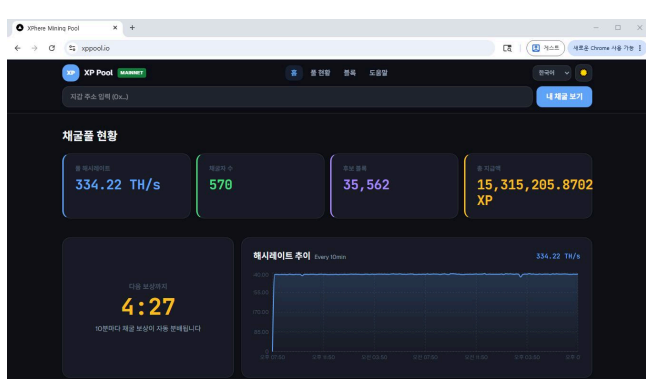 XPhere Mining Pool
xppool.io
게스트
새로운 Chrome 사용 가능
XP XP Pool MAINNET 홈 풀 현황 블록 도움말 한국어
지갑 주소 입력 (0x...) 내 채굴 보기
채굴풀 현황
풀 해시레이트
334.22 TH/s
채굴자 수
570
후보 블록
35,562
총 지급액
15,315,205.8702
XP
다음 보상까지
4:27
10분마다 채굴 보상이 자동 분배됩니다
해시레이트 추이 Every 10min 334.22 TH/s